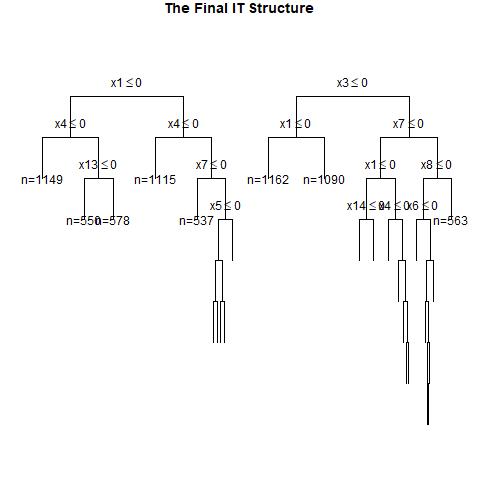 The Final IT Structure
x1 ≤ 0 x3 ≤ 0
x4 ≤ 0 x4 ≤ 0 x1 ≤ 0 x7 ≤ 0
n=1149 x13 ≤ 0 n=1115 x7 ≤ 0 n=1162 n=1090 x1 ≤ 0 x8 ≤ 0
n=550 n=578 n=537 x5 ≤ 0 x14 ≤ 0 x4 ≤ 0 x6 ≤ 0 n=563